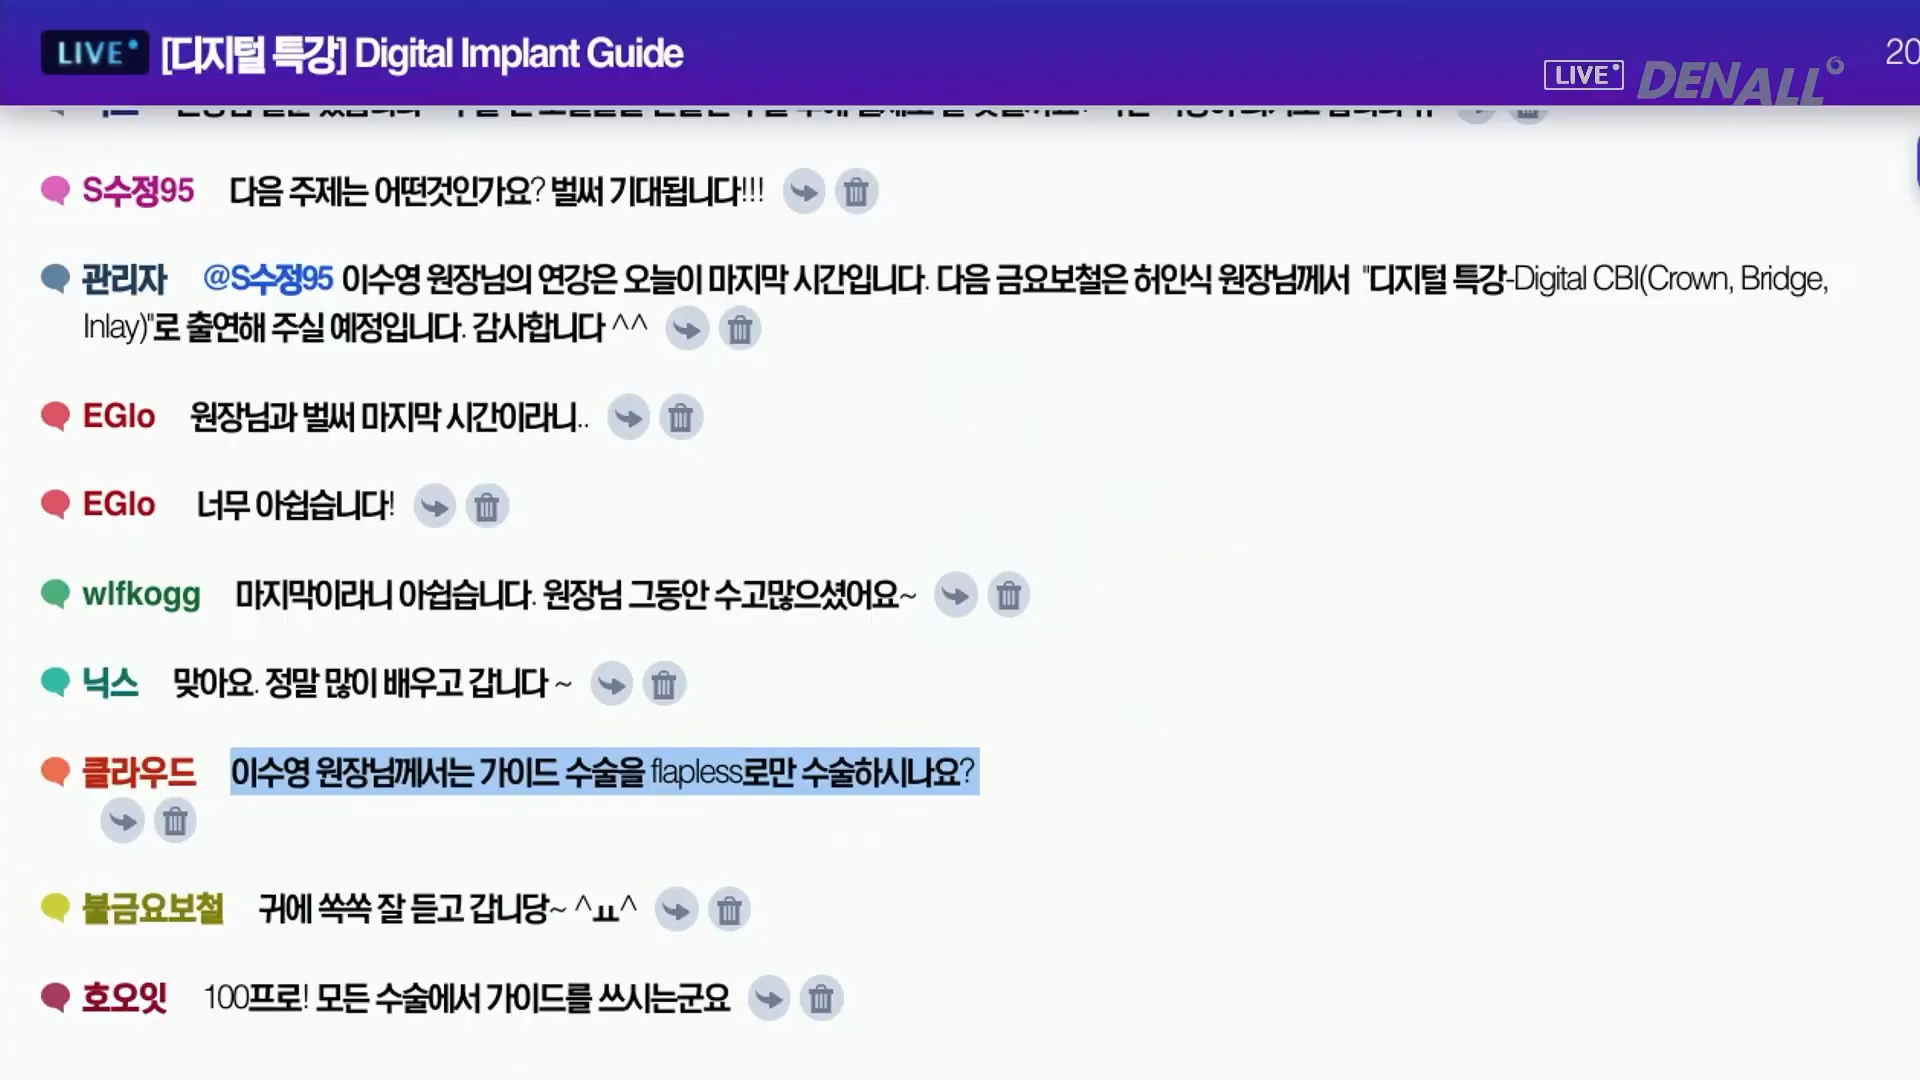 LIVE [디지털 특강] Digital Implant Guide
LIVE DENALL
20
S수정95 다음 주제는 어떤것인가요? 벌써 기대됩니다!!!
관리자 @S수정95 이수영 원장님의 연강은 오늘이 마지막 시간입니다. 다음 금요보철은 허인식 원장님께서 "디지털 특강-Digital CBI(Crown, Bridge,
Inlay)"로 출연해 주실 예정입니다. 감사합니다 ^^
EGlo 원장님과 벌써 마지막 시간이라니..
EGlo 너무 아쉽습니다!
wlfkogg 마지막이라니 아쉽습니다. 원장님 그동안 수고많으셨어요~
닉스 맞아요. 정말 많이 배우고 갑니다 ~
클라우드 이수영 원장님께서는 가이드 수술을 flapless로만 수술하시나요?
불금요보철 귀에 쏙쏙 잘 듣고 갑니당~ ^ㅛ^
호오잇 100프로! 모든 수술에서 가이드를 쓰시는군요